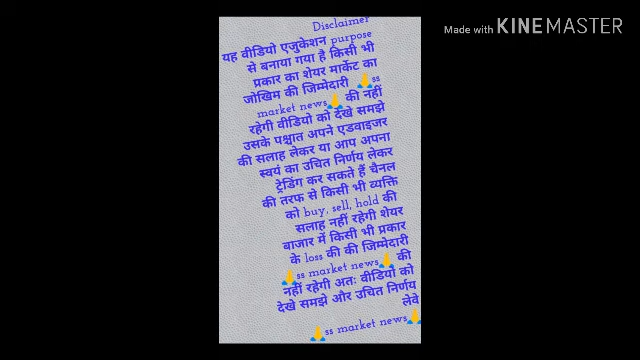 Made with KINEMASTER
Disclaimer
यह वीडियो एजुकेशन purpose
से बनाया गया है किसी भी
प्रकार का शेयर मार्केट का
जोखिम की जिम्मेदारी 🙏ss
market news🙏 की नहीं
रहेगी वीडियो को देखे समझे
उसके पश्चात अपने एडवाइजर
की सलाह लेकर या आप अपना
स्वयं का उचित निर्णय लेकर
ट्रेडिंग कर सकते हैं चैनल
की तरफ से किसी भी व्यक्ति
को buy, sell, hold की
सलाह नहीं रहेगी शेयर
बाजार में किसी भी प्रकार
के loss की की जिम्मेदारी
🙏ss market news🙏 की
नहीं रहेगी अतः वीडियो को
देखे समझे और उचित निर्णय
लेवे
🙏ss market news🙏